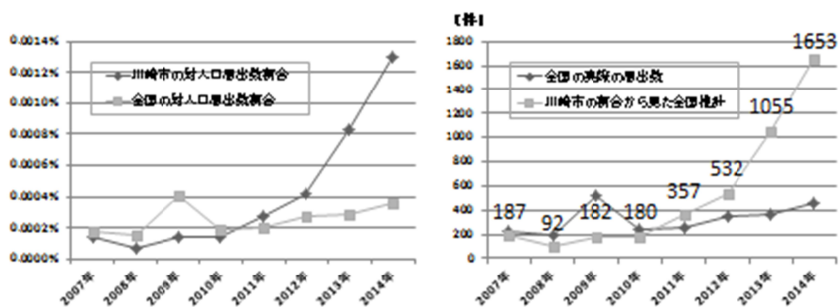 0.0014%
0.0012%
0.0010%
0.0008%
0.0006%
0.0004%
0.0002%
0.0000%
川崎市の対人口届出数割合
全国の対人口届出数割合
2007年
2008年
2009年
2010年
2011年
2012年
2013年
2014年
[件]
1800
1600
1400
1200
1000
800
600
400
200
0
全国の実際の届出数
川崎市の割合から見た全国推計
187
92
182
180
357
532
1055
1653
2007年
2008年
2009年
2010年
2011年
2012年
2013年
2014年